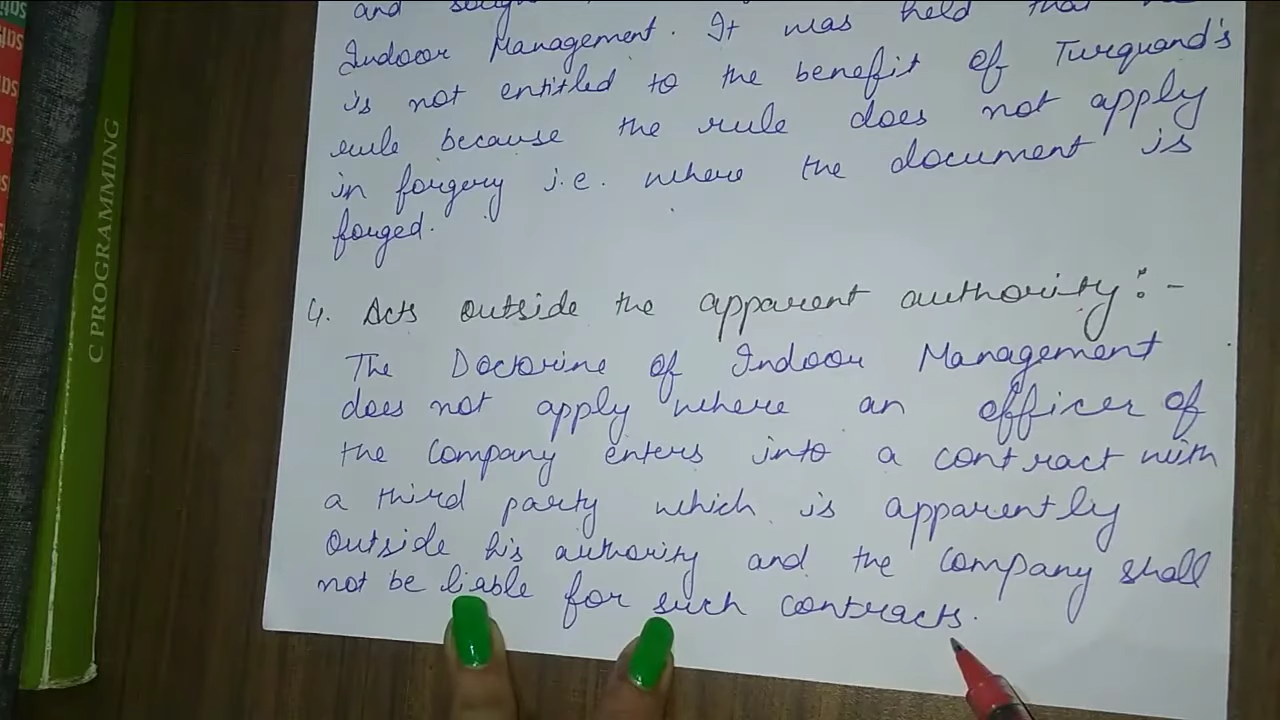 and
Indoor Management. It was held that
is not entitled to the benefit of Turquand's
rule because the rule does not apply
in forgery i.e. where the document is
forged.
4. Acts outside the apparent authority:-
The Doctorine of Indoor Management
does not apply where an officer of
the company enters into a contract with
a third party which is apparently
outside his authority and the company shall
not be liable for such contracts.
C PROGRAMMING